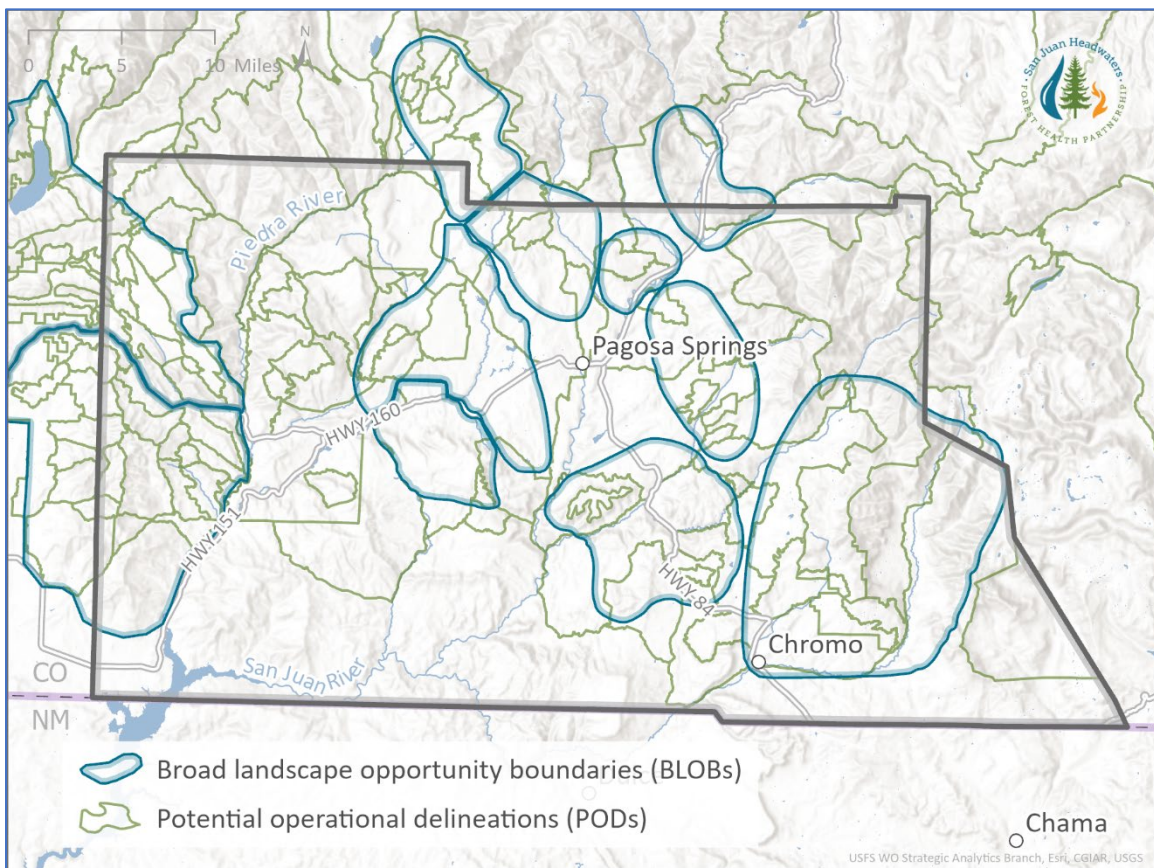 N
0 5 10 Miles
San Juan Headwaters
FOREST HEALTH PARTNERSHIP
Piedra River
Pagosa Springs
HWY 160
HWY 151
HWY 84
Chromo
San Juan River
CO
NM
Broad landscape opportunity boundaries (BLOBs)
Potential operational delineations (PODs)
Chama
USFS WO Strategic Analytics Branch, Esri, CGIAR, USGS